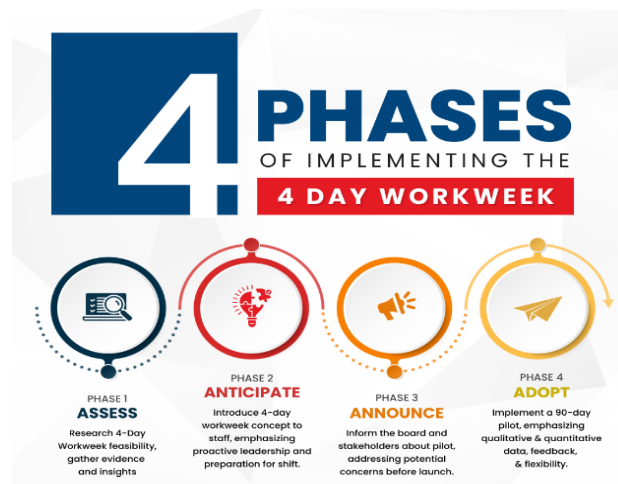 4 PHASES
OF IMPLEMENTING THE
4 DAY WORKWEEK
PHASE 1
ASSESS
Research 4-Day
Workweek feasibility,
gather evidence
and insights
PHASE 2
ANTICIPATE
Introduce 4-day
workweek concept to
staff, emphasizing
proactive leadership and
preparation for shift.
PHASE 3
ANNOUNCE
Inform the board and
stakeholders about pilot,
addressing potential
concerns before launch.
PHASE 4
ADOPT
Implement a 90-day
pilot, emphasizing
qualitative & quantitative
data, feedback,
& flexibility.